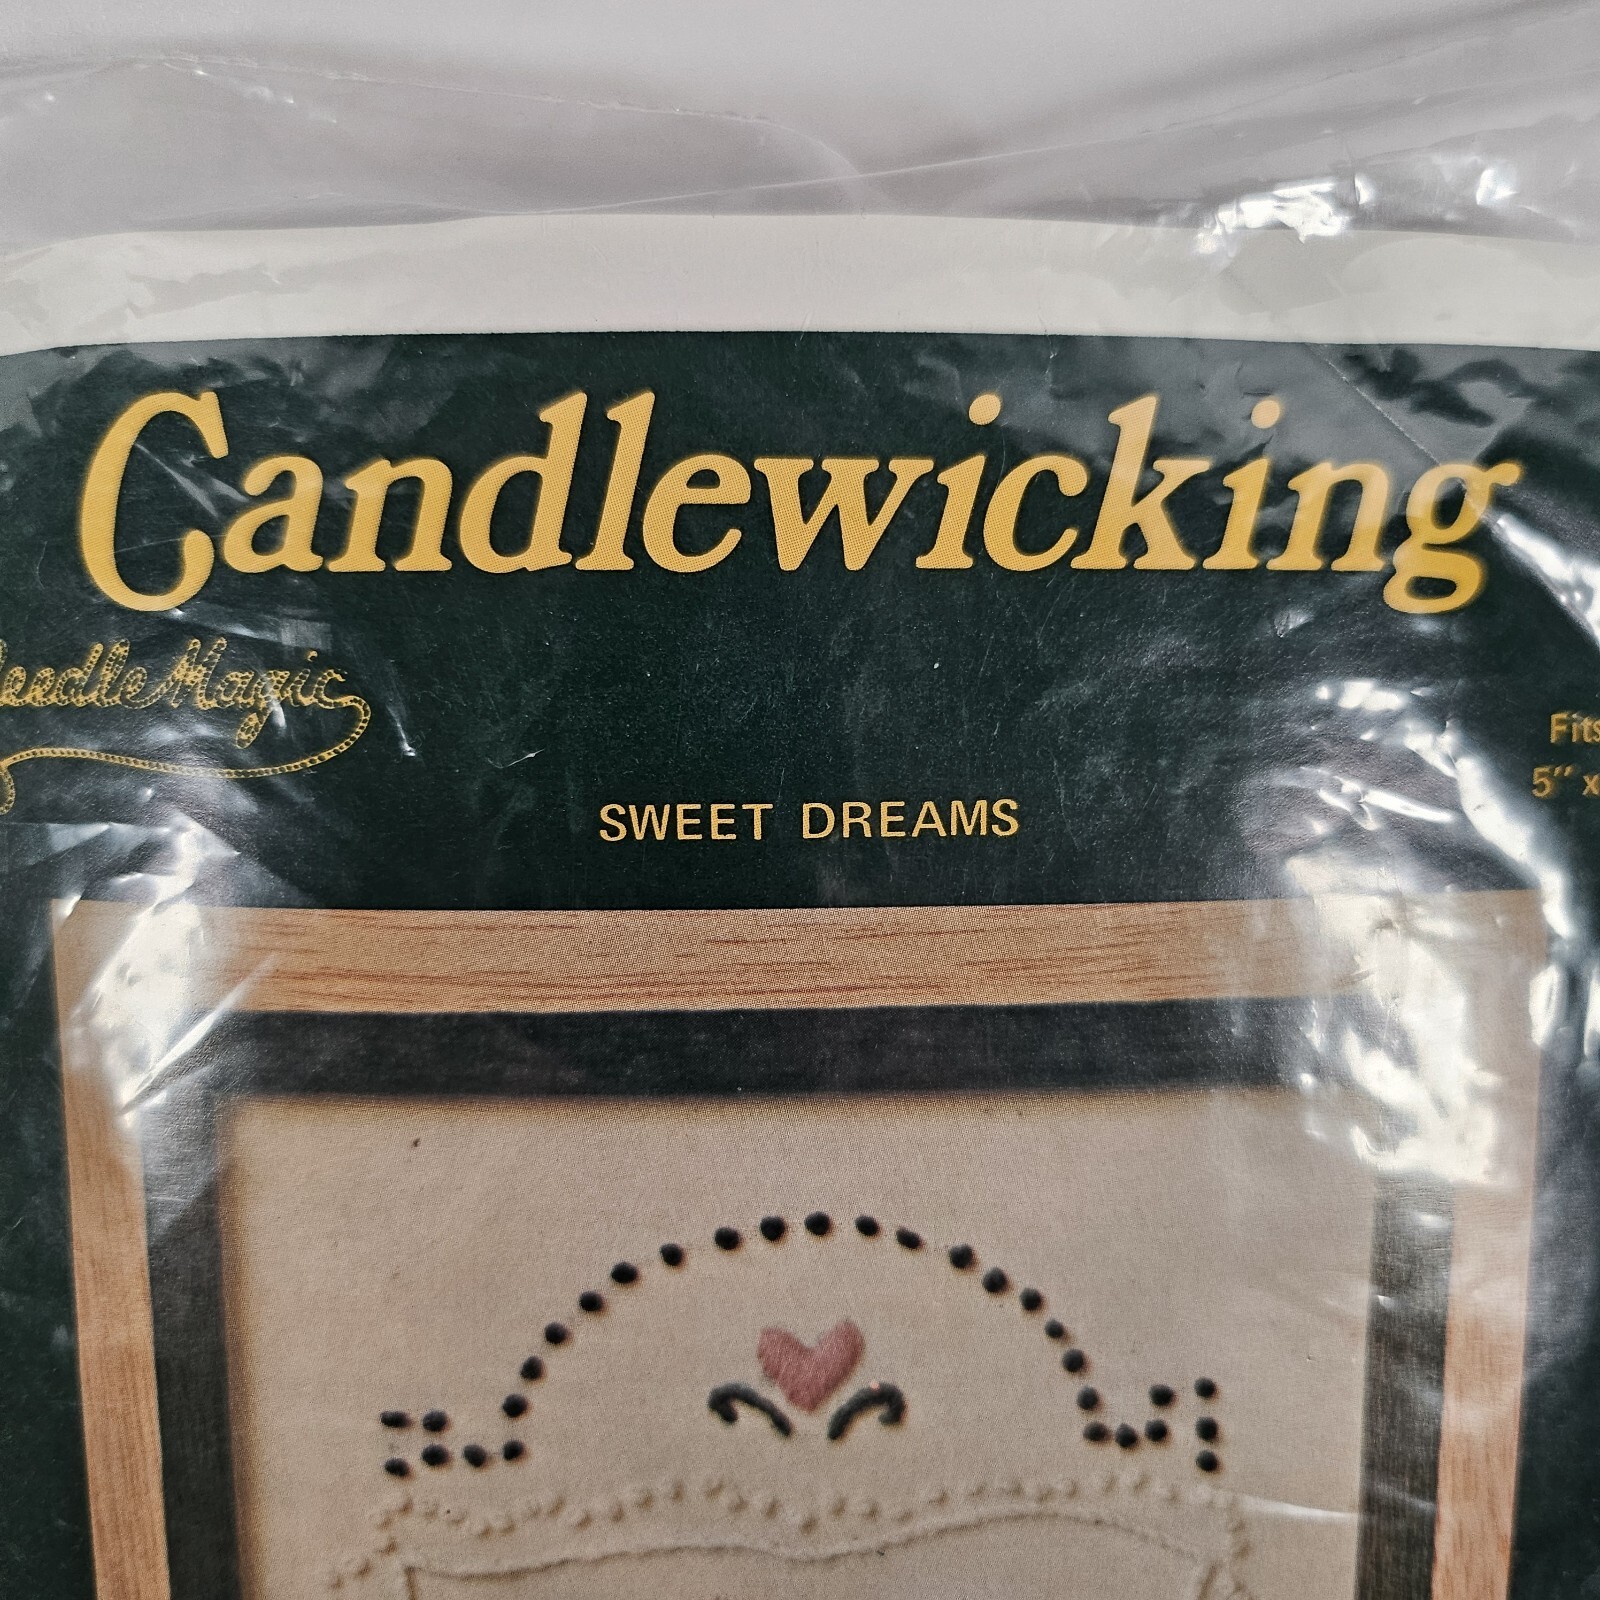 Candlewicking
NeedleMagic
Fits
5" x
SWEET DREAMS